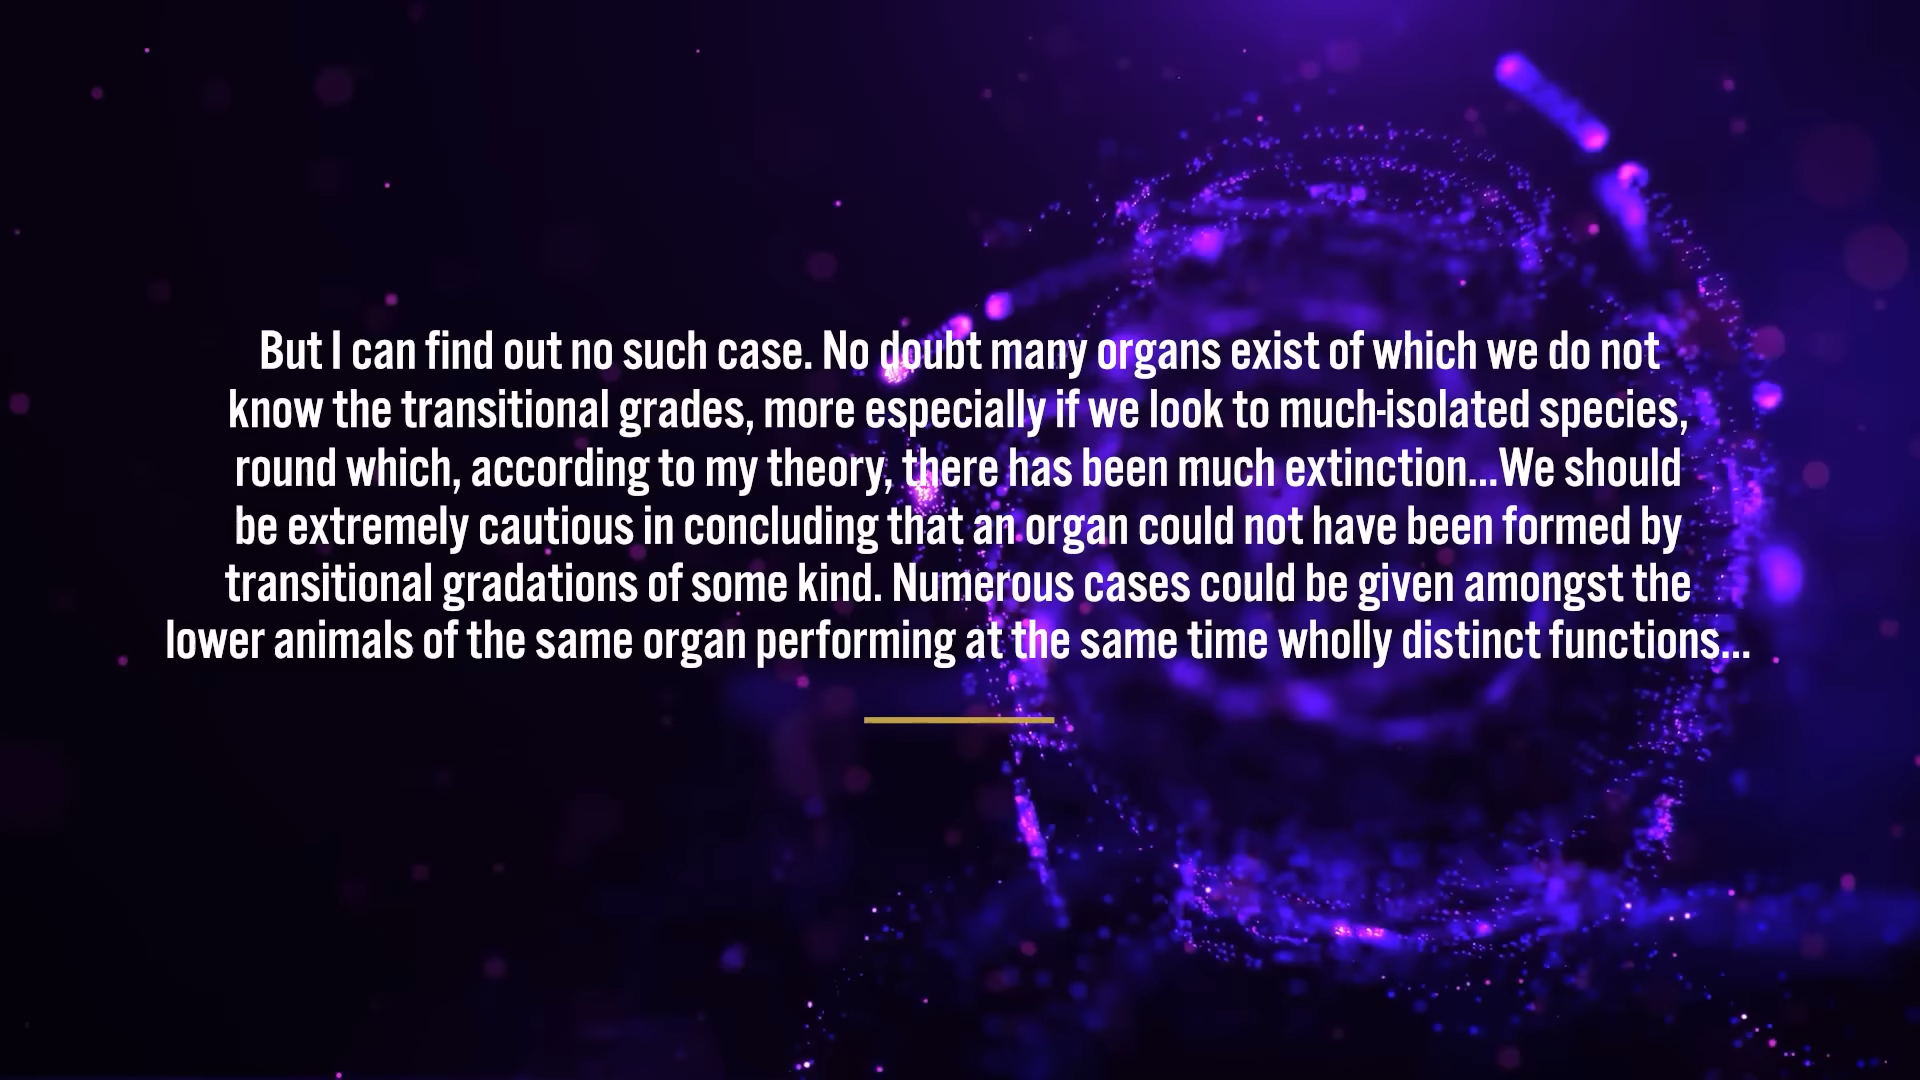 But I can find out no such case. No doubt many organs exist of which we do not
know the transitional grades, more especially if we look to much-isolated species,
round which, according to my theory, there has been much extinction...We should
be extremely cautious in concluding that an organ could not have been formed by
transitional gradations of some kind. Numerous cases could be given amongst the
lower animals of the same organ performing at the same time wholly distinct functions...